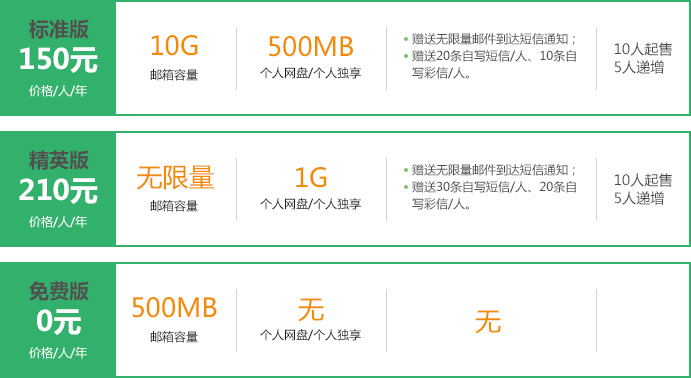 标准版
150元
价格/人/年
10G
邮箱容量
500MB
个人网盘/个人独享
赠送无限量邮件到达短信通知；
赠送20条自写短信/人、10条自
写彩信/人。
10人起售
5人递增
精英版
210元
价格/人/年
无限量
邮箱容量
1G
个人网盘/个人独享
赠送无限量邮件到达短信通知；
赠送30条自写短信/人、20条自
写彩信/人。
10人起售
5人递增
免费版
0元
价格/人/年
500MB
邮箱容量
无
个人网盘/个人独享
无